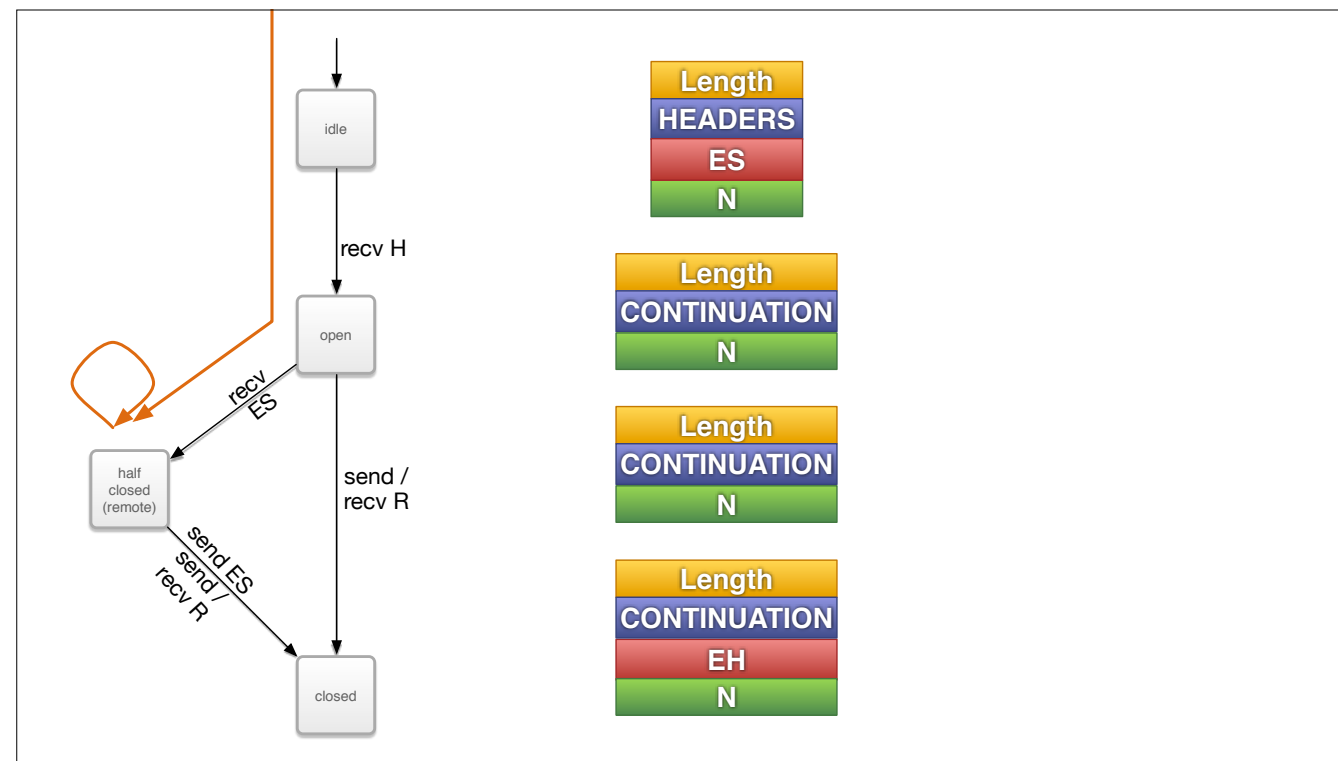 idle
recv H
open
recv
ES
half
closed
(remote)
send /
recv R
send ES
send /
recv R
closed
Length
HEADERS
ES
N
Length
CONTINUATION
N
Length
CONTINUATION
N
Length
CONTINUATION
EH
N